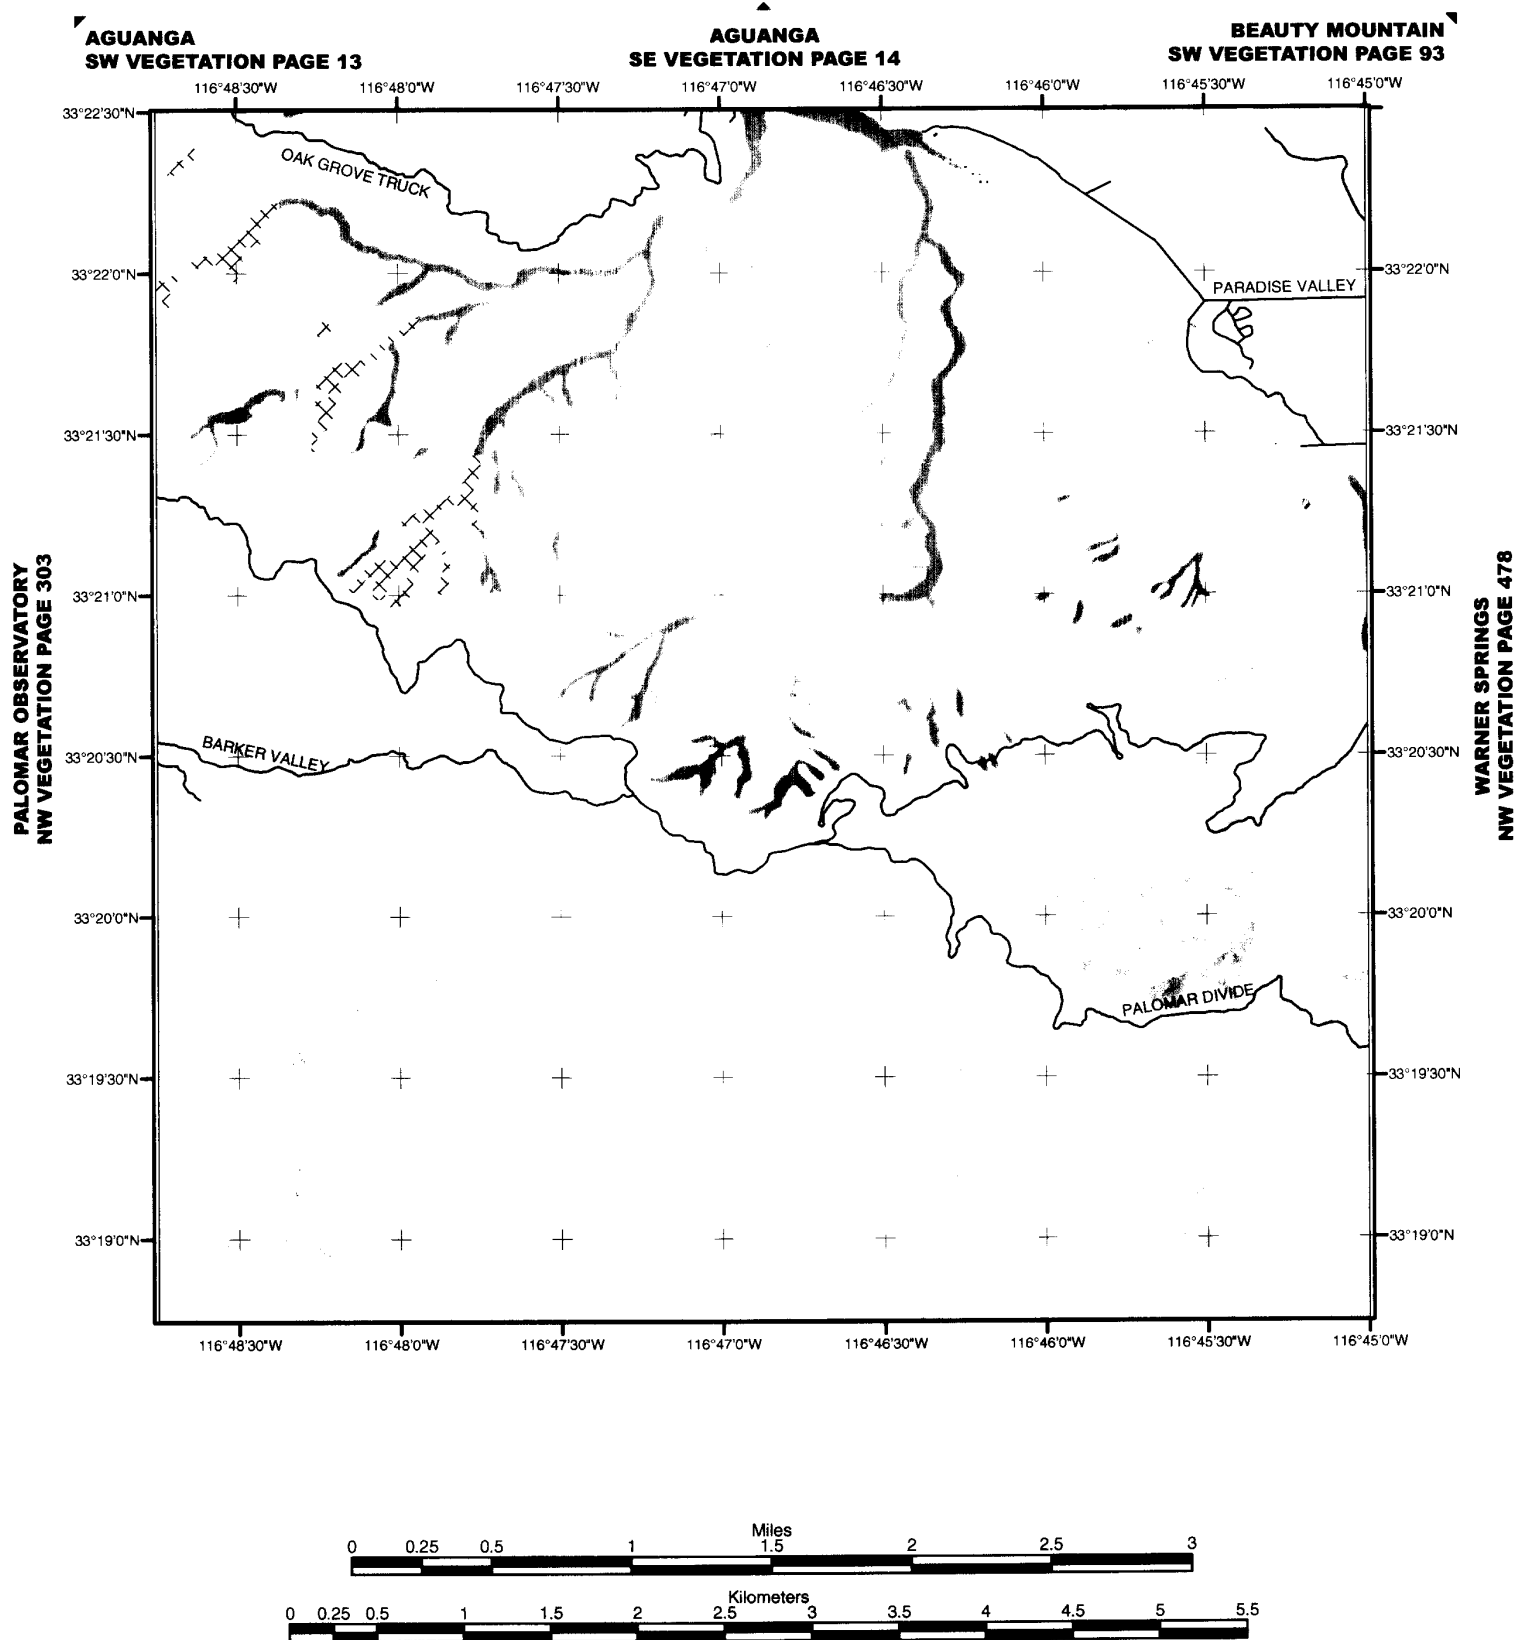 AGUANGA
SW VEGETATION PAGE 13
AGUANGA
SE VEGETATION PAGE 14
BEAUTY MOUNTAIN
SW VEGETATION PAGE 93
116°48'30"W 116°48'0"W 116°47'30"W 116°47'0"W 116°46'30"W 116°46'0"W 116°45'30"W 116°45'0"W
33°22'30"N
OAK GROVE TRUCK
33°22'0"N 33°22'0"N
PARADISE VALLEY
33°21'30"N 33°21'30"N
PALOMAR OBSERVATORY
NW VEGETATION PAGE 303
WARNER SPRINGS
NW VEGETATION PAGE 478
33°21'0"N 33°21'0"N
BARKER VALLEY
33°20'30"N 33°20'30"N
33°20'0"N 33°20'0"N
PALOMAR DIVIDE
33°19'30"N 33°19'30"N
33°19'0"N 33°19'0"N
116°48'30"W 116°48'0"W 116°47'30"W 116°47'0"W 116°46'30"W 116°46'0"W 116°45'30"W 116°45'0"W
Miles
0 0.25 0.5 1 1.5 2 2.5 3
Kilometers
0 0.25 0.5 1 1.5 2 2.5 3 3.5 4 4.5 5 5.5